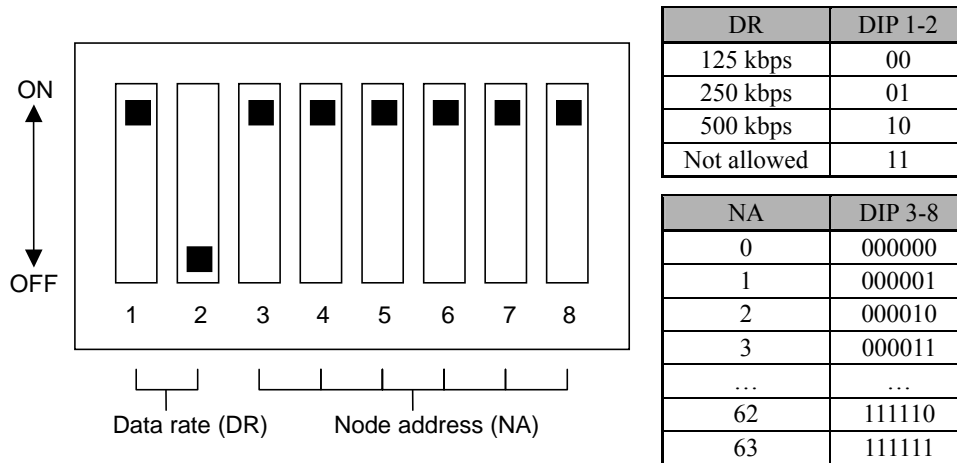 ON
OFF
1 2 3 4 5 6 7 8
Data rate (DR) Node address (NA)
DR DIP 1-2
125 kbps 00
250 kbps 01
500 kbps 10
Not allowed 11
NA DIP 3-8
0 000000
1 000001
2 000010
3 000011
… …
62 111110
63 111111